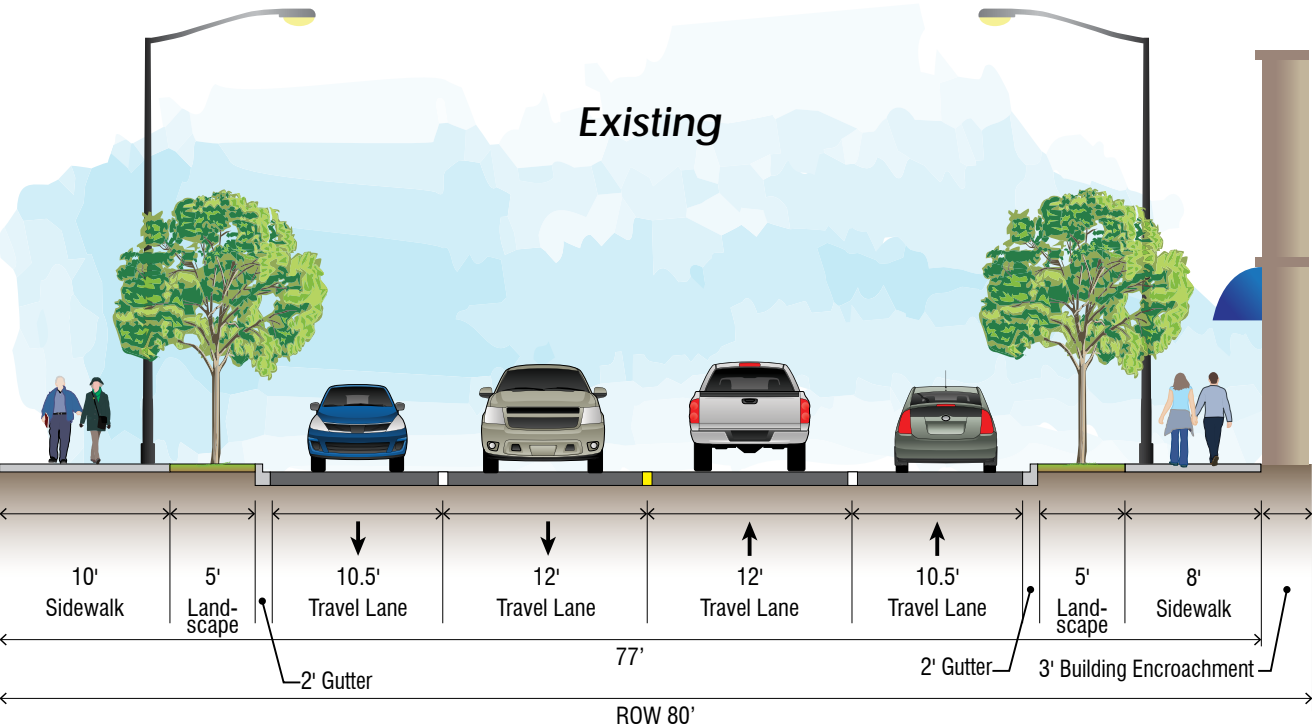 Existing
10'
Sidewalk
5'
Land-
scape
10.5'
Travel Lane
12'
Travel Lane
12'
Travel Lane
10.5'
Travel Lane
5'
Land-
scape
8'
Sidewalk
77’
2' Gutter
2' Gutter
3' Building Encroachment
ROW 80’